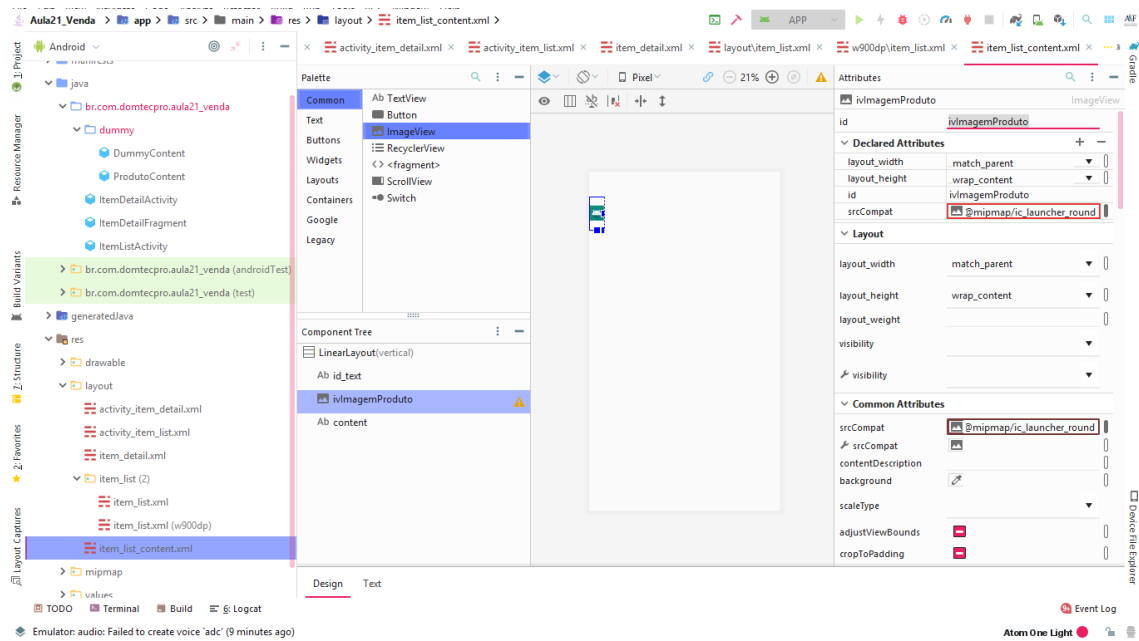 Aula21_Venda
app
src
main
res
layout
item_list_content.xml
APP
Android
activity_item_detail.xml
activity_item_list.xml
item_detail.xml
layout\item_list.xml
w900dp\item_list.xml
item_list_content.xml
1: Project
Resource Manager
Build Variants
7: Structure
2: Favorites
Layout Captures
java
br.com.domtecpro.aula21_venda
dummy
DummyContent
ProdutoContent
ItemDetailActivity
ItemDetailFragment
ItemListActivity
br.com.domtecpro.aula21_venda (androidTest)
br.com.domtecpro.aula21_venda (test)
generatedJava
res
drawable
layout
activity_item_detail.xml
activity_item_list.xml
item_detail.xml
item_list (2)
item_list.xml
item_list.xml (w900dp)
item_list_content.xml
mipmap
values
Palette
Common
Text
Buttons
Widgets
Layouts
Containers
Google
Legacy
Ab TextView
Button
ImageView
RecyclerView
<fragment>
ScrollView
Switch
Component Tree
LinearLayout(vertical)
Ab id_text
ivImagemProduto
Ab content
Pixel
21%
Attributes
ivImagemProduto ImageView
id ivImagemProduto
Declared Attributes
layout_width match_parent
layout_height wrap_content
id ivImagemProduto
srcCompat @mipmap/ic_launcher_round
Layout
layout_width match_parent
layout_height wrap_content
layout_weight
visibility
visibility
Common Attributes
srcCompat @mipmap/ic_launcher_round
srcCompat
contentDescription
background
scaleType
adjustViewBounds
cropToPadding
Gradle
Device File Explorer
Design Text
TODO Terminal Build 6: Logcat
Event Log
Emulator: audio: Failed to create voice 'adc' (9 minutes ago)
Atom One Light